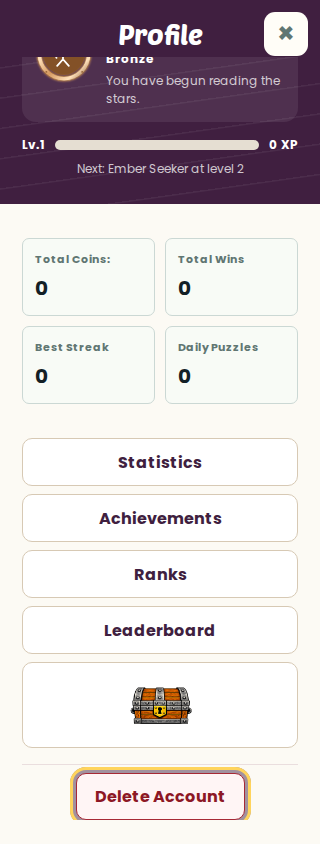 Profile
✖
Bronze
You have begun reading the
stars.
Lv.1
0 XP
Next: Ember Seeker at level 2
Total Coins:
0
Total Wins
0
Best Streak
0
Daily Puzzles
0
Statistics
Achievements
Ranks
Leaderboard
Delete Account